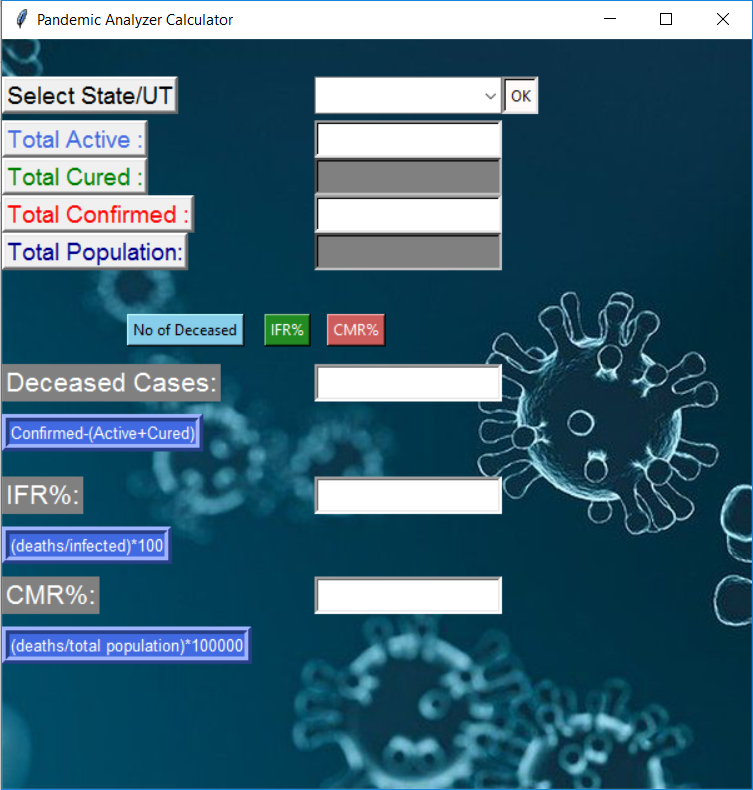 Pandemic Analyzer Calculator
Select State/UT
OK
Total Active :
Total Cured :
Total Confirmed :
Total Population:
No of Deceased IFR% CMR%
Deceased Cases:
Confirmed-(Active+Cured)
IFR%:
(deaths/infected)*100
CMR%:
(deaths/total population)*100000